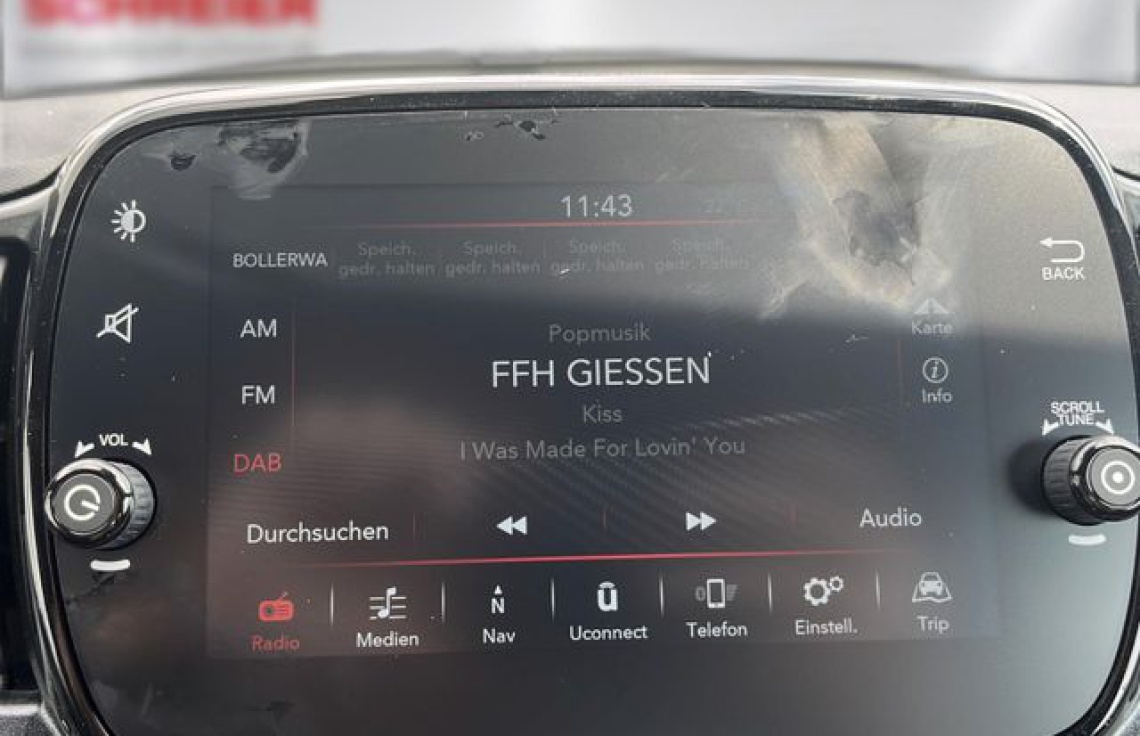 SCHREIER
11:43
BOLLERWA
Speich. gedr. halten
Speich. gedr. halten
Speich. gedr. halten
Speich. gedr. halten
BACK
AM
Popmusik
Karte
FFH GIESSEN
FM
Info
Kiss
SCROLL
TUNE
VOL
I Was Made For Lovin' You
DAB
Durchsuchen
Audio
Radio
Medien
N
Nav
û
Uconnect
Telefon
Einstell.
Trip